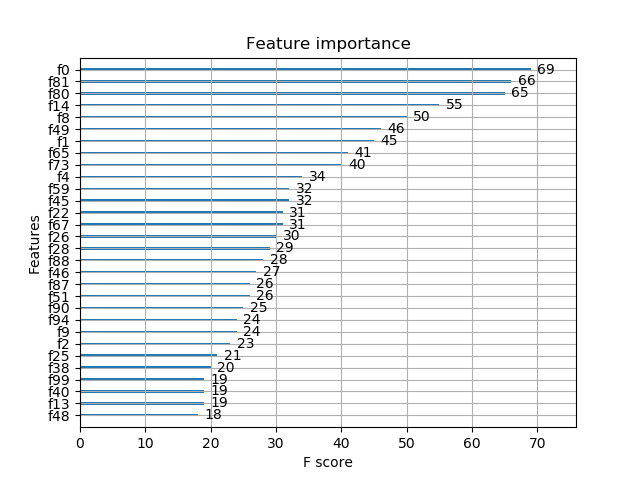 Feature importance
f0 69
f81 66
f80 65
f14 55
f8 50
f49 46
f1 45
f65 41
f73 40
f4 34
f59 32
f45 32
f22 31
f67 31
f26 30
f28 29
f88 28
f46 27
f87 26
f51 26
f90 25
f94 24
f9 24
f2 23
f25 21
f38 20
f99 19
f40 19
f13 19
f48 18
Features
0 10 20 30 40 50 60 70
F score